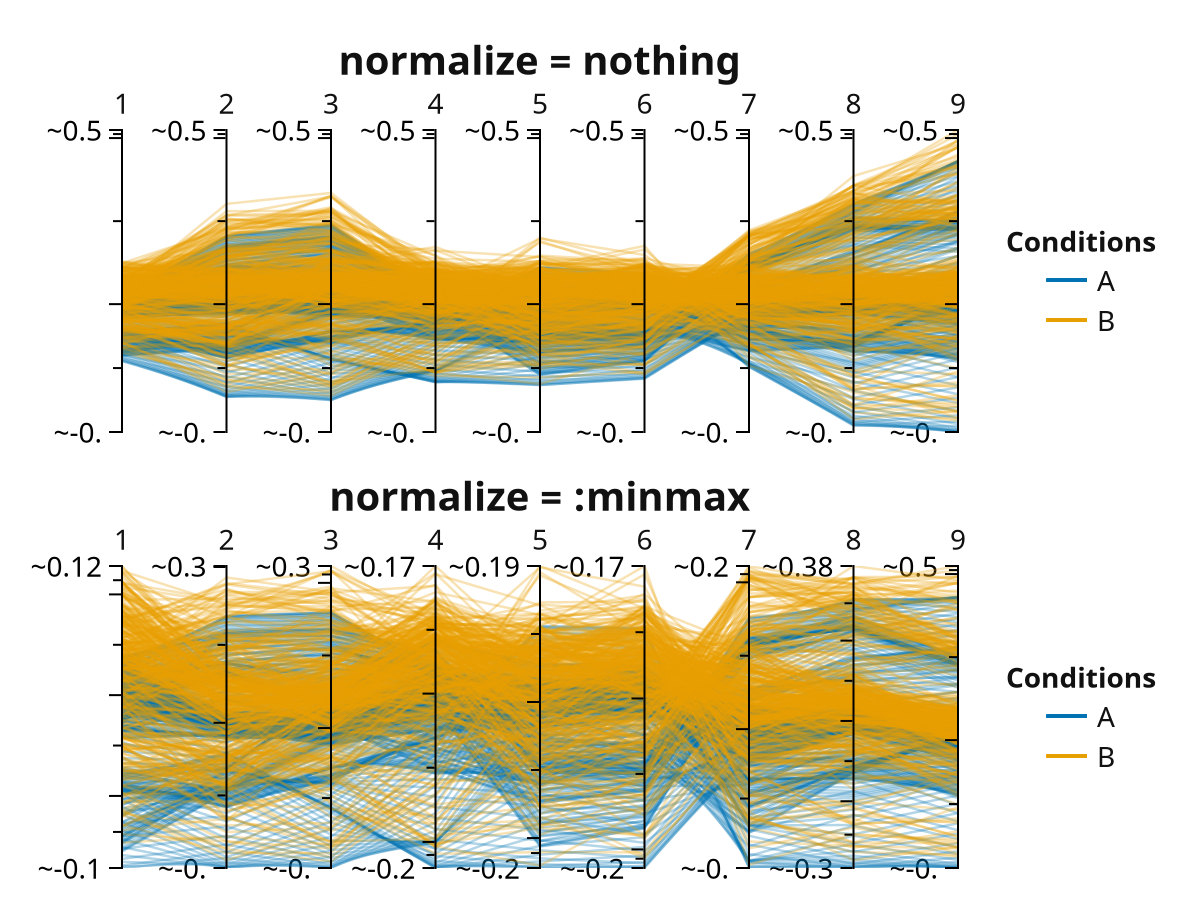 normalize = nothing
1 2 3 4 5 6 7 8 9
~0.5 ~0.5 ~0.5 ~0.5 ~0.5 ~0.5 ~0.5 ~0.5 ~0.5
Conditions
A
B
~-0. ~-0. ~-0. ~-0. ~-0. ~-0. ~-0. ~-0. ~-0.
normalize = :minmax
1 2 3 4 5 6 7 8 9
~0.12 ~0.3 ~0.3 ~0.17 ~0.19 ~0.17 ~0.2 ~0.38 ~0.5
Conditions
A
B
~-0.1 ~-0. ~-0. ~-0.2 ~-0.2 ~-0.2 ~-0. ~-0.3 ~-0.